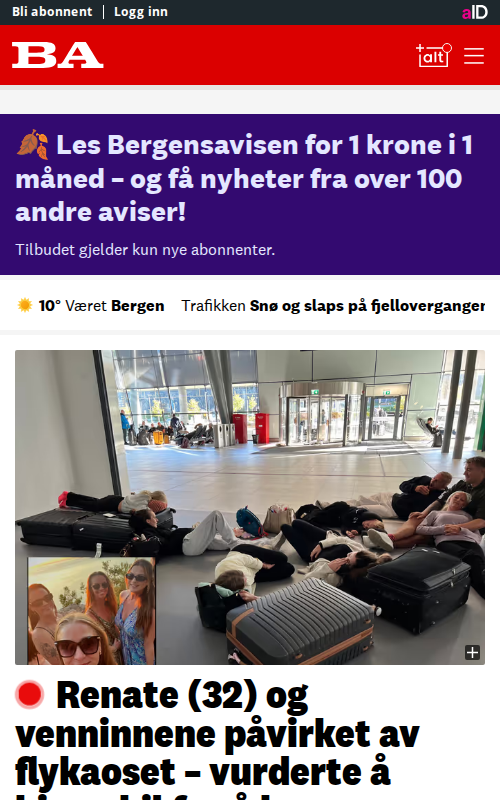 Bli abonnent | Logg inn
aID
BA
+alt
Les Bergensavisen for 1 krone i 1
måned – og få nyheter fra over 100
andre aviser!
Tilbudet gjelder kun nye abonnenter.
10° Været Bergen Trafikken Snø og slaps på fjelloverganger
Renate (32) og
venninnene påvirket av
flykaoset – vurderte å